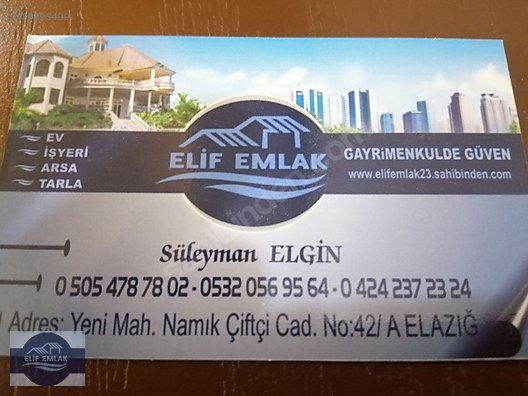 EV
İŞYERİ
ARSA
TARLA
ELİF EMLAK
GAYRİMENKULDE GÜVEN
www.elifemlak23.sahibinden.com
Süleyman ELGİN
0 505 478 78 02 - 0532 056 95 64 - 0 424 237 23 24
Adres: Yeni Mah. Namık Çiftçi Cad. No:42/ A ELAZIĞ
ELİF EMLAK